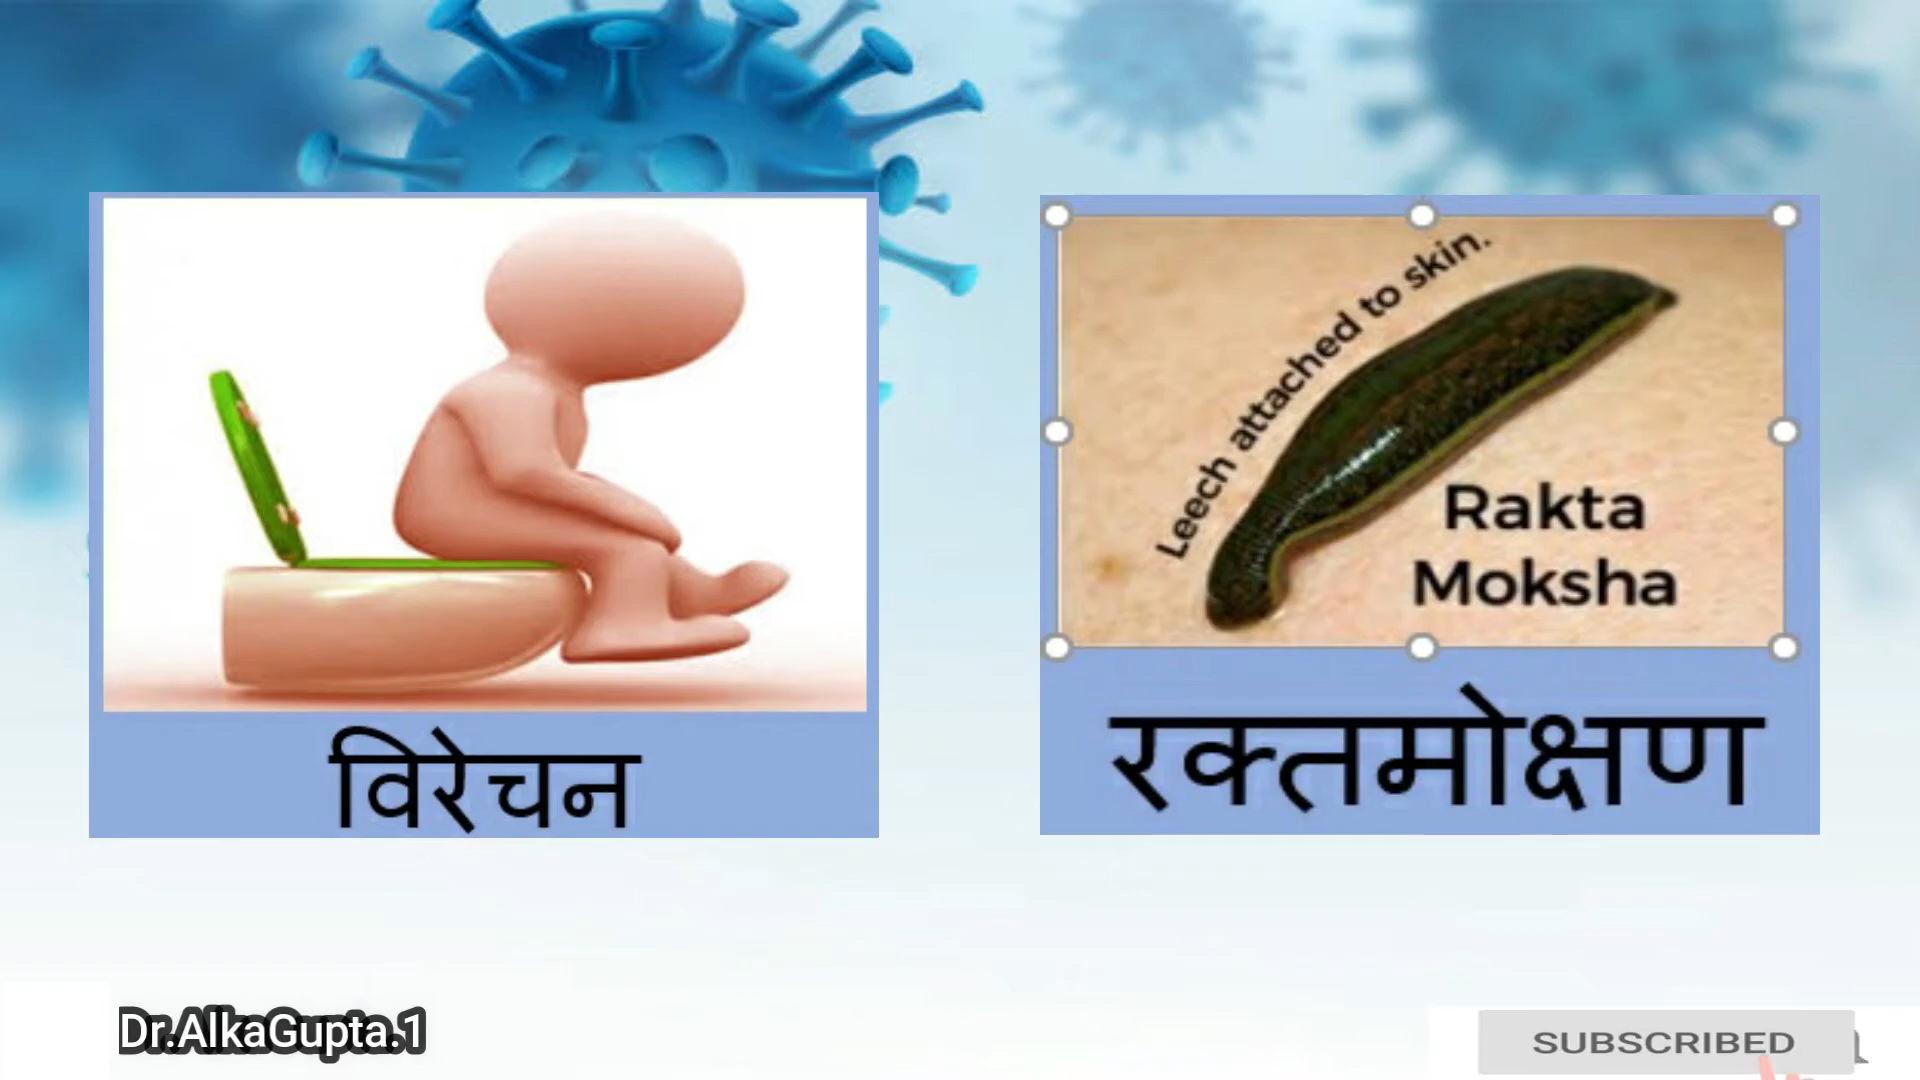 Leech attached to skin.
Rakta
Moksha
विरेचन
रक्तमोक्षण
Dr.AlkaGupta.1
SUBSCRIBED